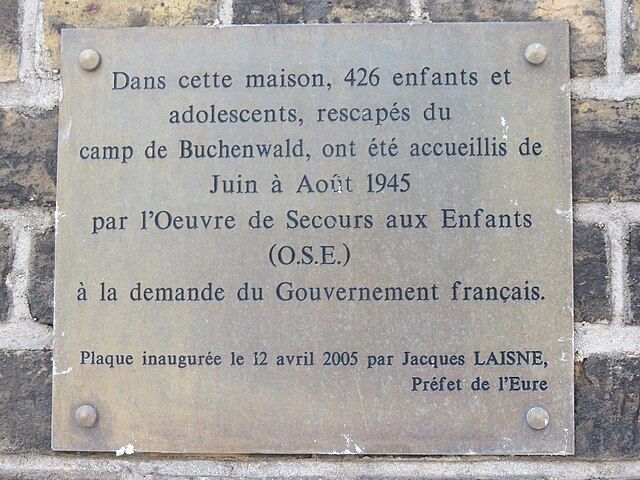 Dans cette maison, 426 enfants et
adolescents, rescapés du
camp de Buchenwald, ont été accueillis de
Juin à Août 1945
par l'Oeuvre de Secours aux Enfants
(O.S.E.)
à la demande du Gouvernement français.
Plaque inaugurée le 12 avril 2005 par Jacques LAISNE,
Préfet de l'Eure